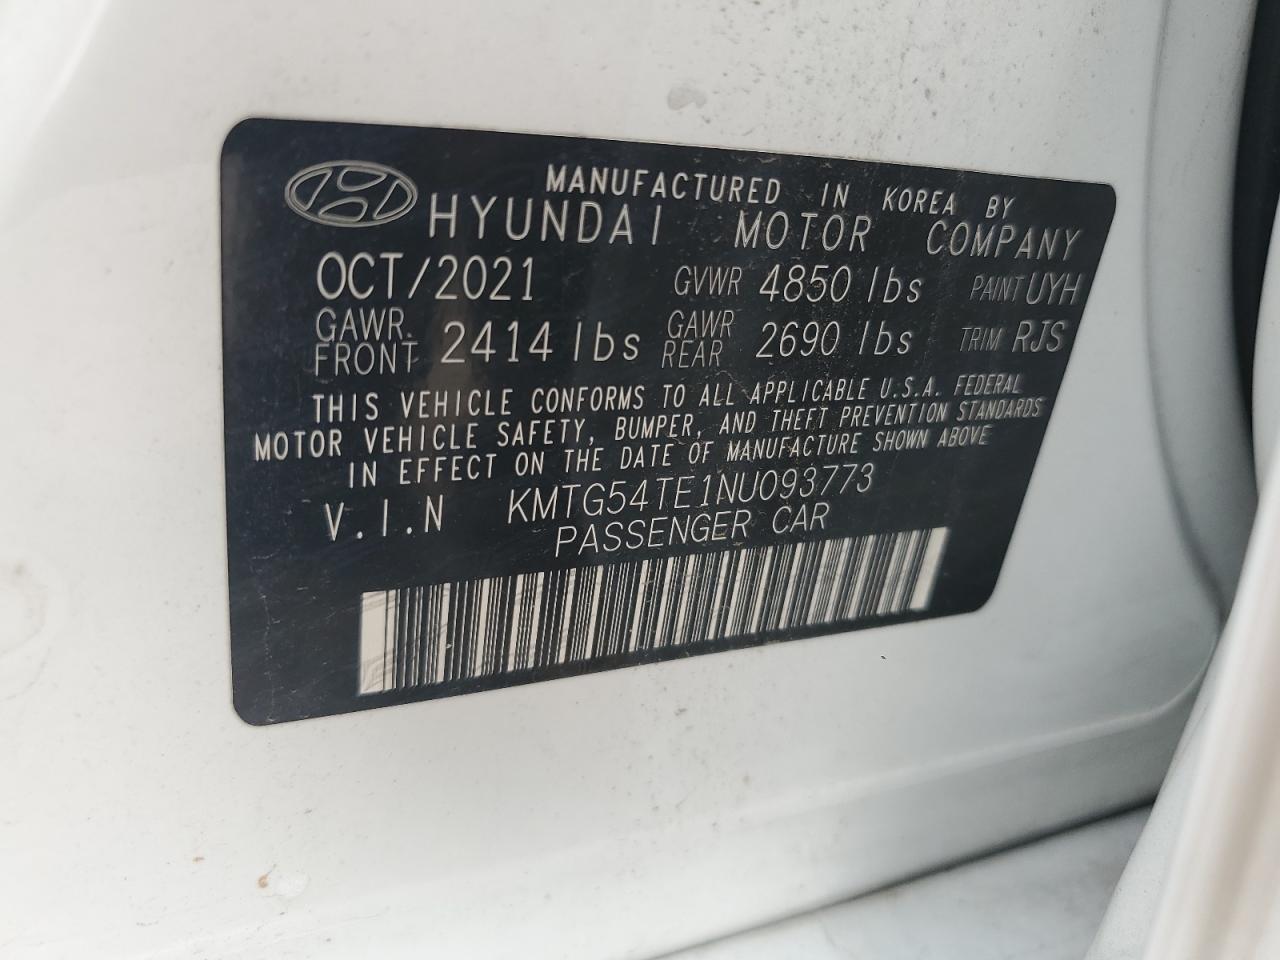 MANUFACTURED IN KOREA BY
HYUNDAI MOTOR COMPANY
OCT/2021 GVWR 4850 lbs PAINT UYH
GAWR. FRONT 2414 lbs GAWR REAR 2690 lbs TRIM RJS
THIS VEHICLE CONFORMS TO ALL APPLICABLE U.S.A. FEDERAL
MOTOR VEHICLE SAFETY, BUMPER, AND THEFT PREVENTION STANDARDS
IN EFFECT ON THE DATE OF MANUFACTURE SHOWN ABOVE
V.I.N KMTG54TE1NU093773
PASSENGER CAR